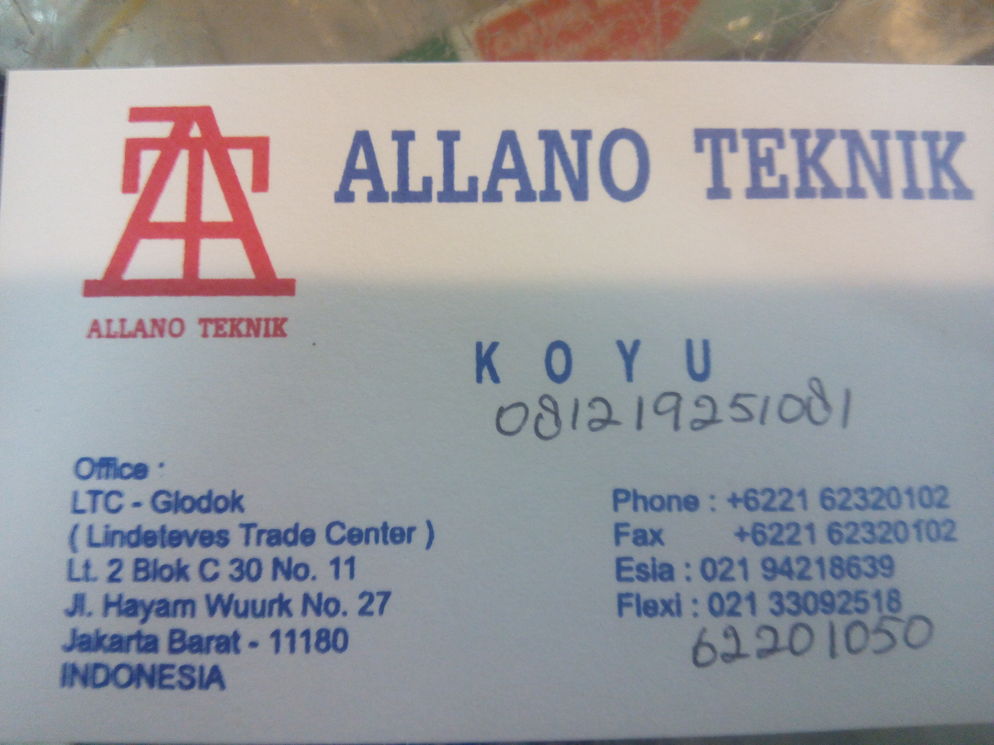 ALLANO TEKNIK
ALLANO TEKNIK
K O Y U
081219251081
Office :
LTC - Glodok
( Lindeteves Trade Center )
Lt. 2 Blok C 30 No. 11
Jl. Hayam Wuurk No. 27
Jakarta Barat - 11180
INDONESIA
Phone : +6221 62320102
Fax +6221 62320102
Esia : 021 94218639
Flexi : 021 33092518
62201050